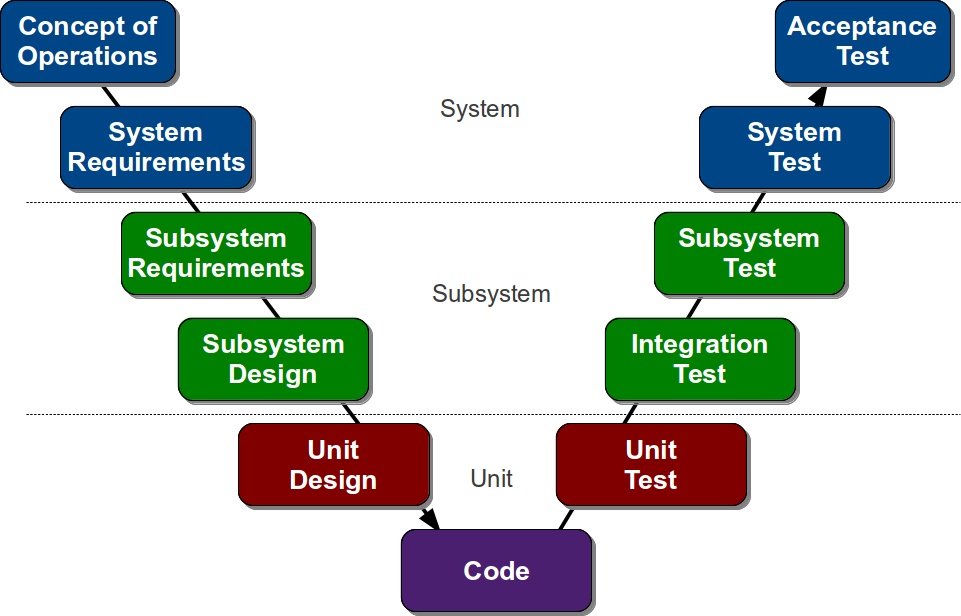 Concept of
Operations
Acceptance
Test
System
System
Requirements
System
Test
Subsystem
Requirements
Subsystem
Test
Subsystem
Subsystem
Design
Integration
Test
Unit
Design
Unit
Unit
Test
Code